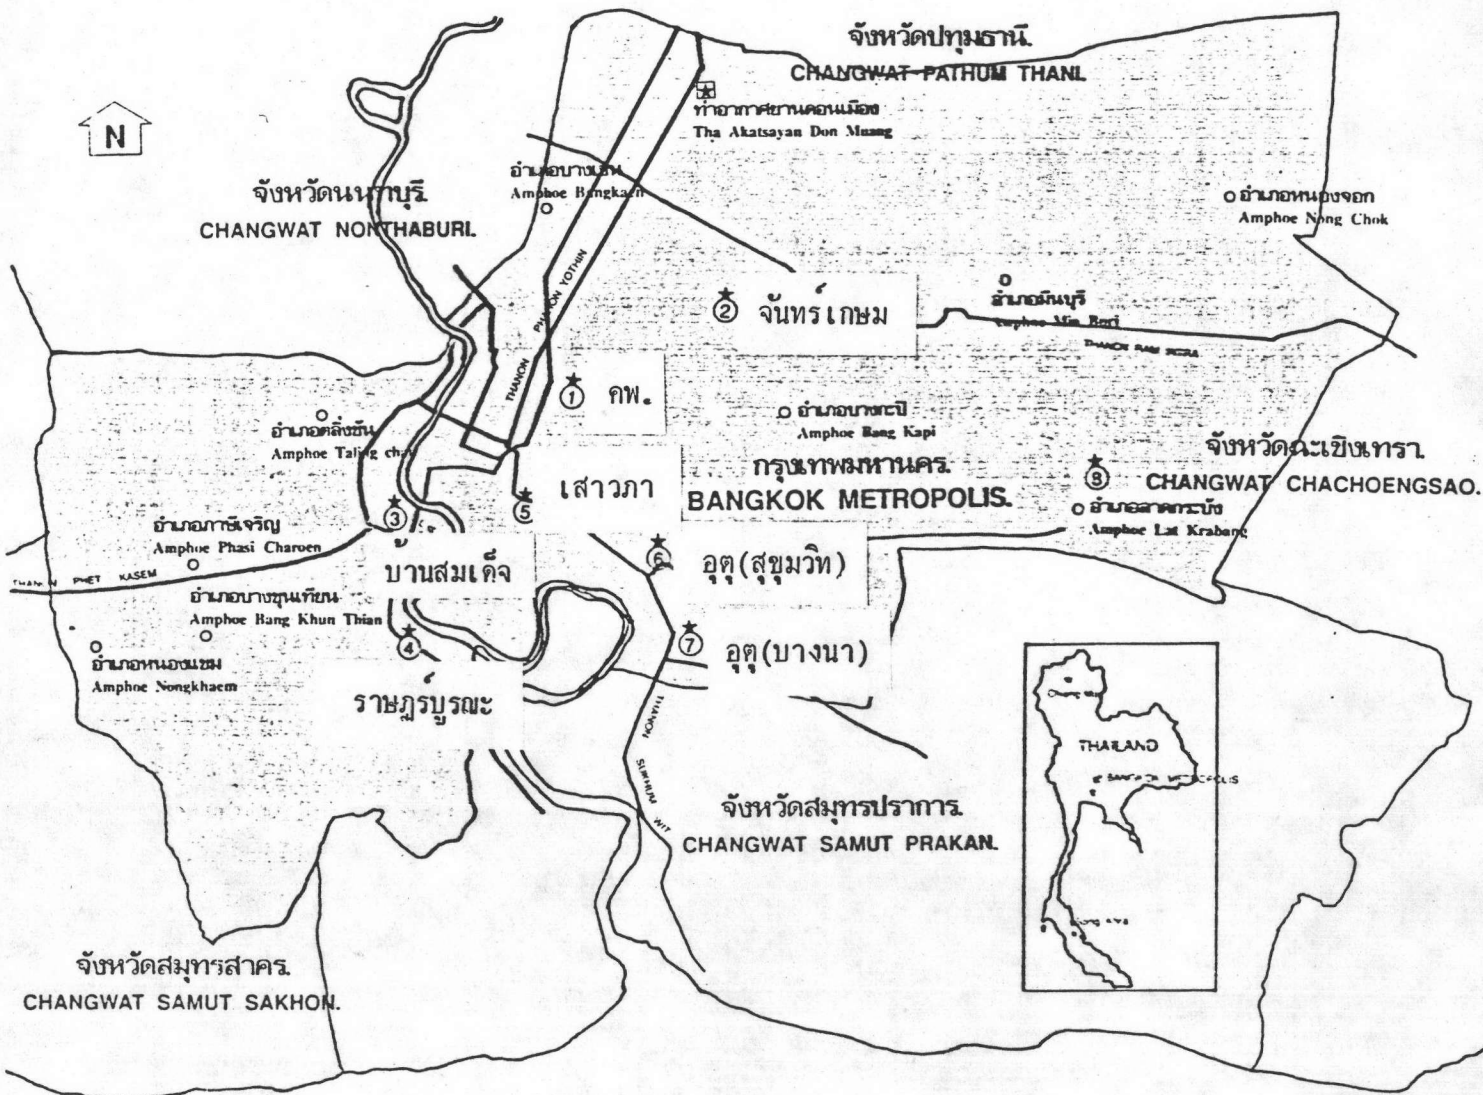 จังหวัดปทุมธานี.
CHANGWAT PATHUM THANI.
N
ท่าอากาศยานดอนเมือง
Tha Akatsayan Don Muang
อำเภอบางเขน
Amphoe Bangkaen
จังหวัดนนทบุรี.
CHANGWAT NONTHABURI.
อำเภอหนองจอก
Amphoe Nong Chok
THANON PHAHON YOTHIN
2 จันทร์เกษม
อำเภอมีนบุรี
Amphoe Min Buri
THANON RAM
1 คพ.
อำเภอตลิ่งชัน
Amphoe Taling chan
อำเภอบางกะปิ
Amphoe Bang Kapi
กรุงเทพมหานคร.
BANGKOK METROPOLIS.
จังหวัดฉะเชิงเทรา.
CHANGWAT CHACHOENGSAO.
8
อำเภอลาดกระบัง
Amphoe Lat Krabang
5 เสาวภา
3
บ้านสมเด็จ
อำเภอภาษีเจริญ
Amphoe Phasi Charoen
THANON PHET KASEM
6 อุตุ(สุขุมวิท)
อำเภอบางขุนเทียน
Amphoe Bang Khun Thian
อำเภอหนองแขม
Amphoe Nongkhaem
4
ราษฎร์บูรณะ
7 อุตุ(บางนา)
THANON SUKHUM WIT
จังหวัดสมุทรปราการ.
CHANGWAT SAMUT PRAKAN.
THAILAND
BANGKOK METROPOLIS
จังหวัดสมุทรสาคร.
CHANGWAT SAMUT SAKHON.